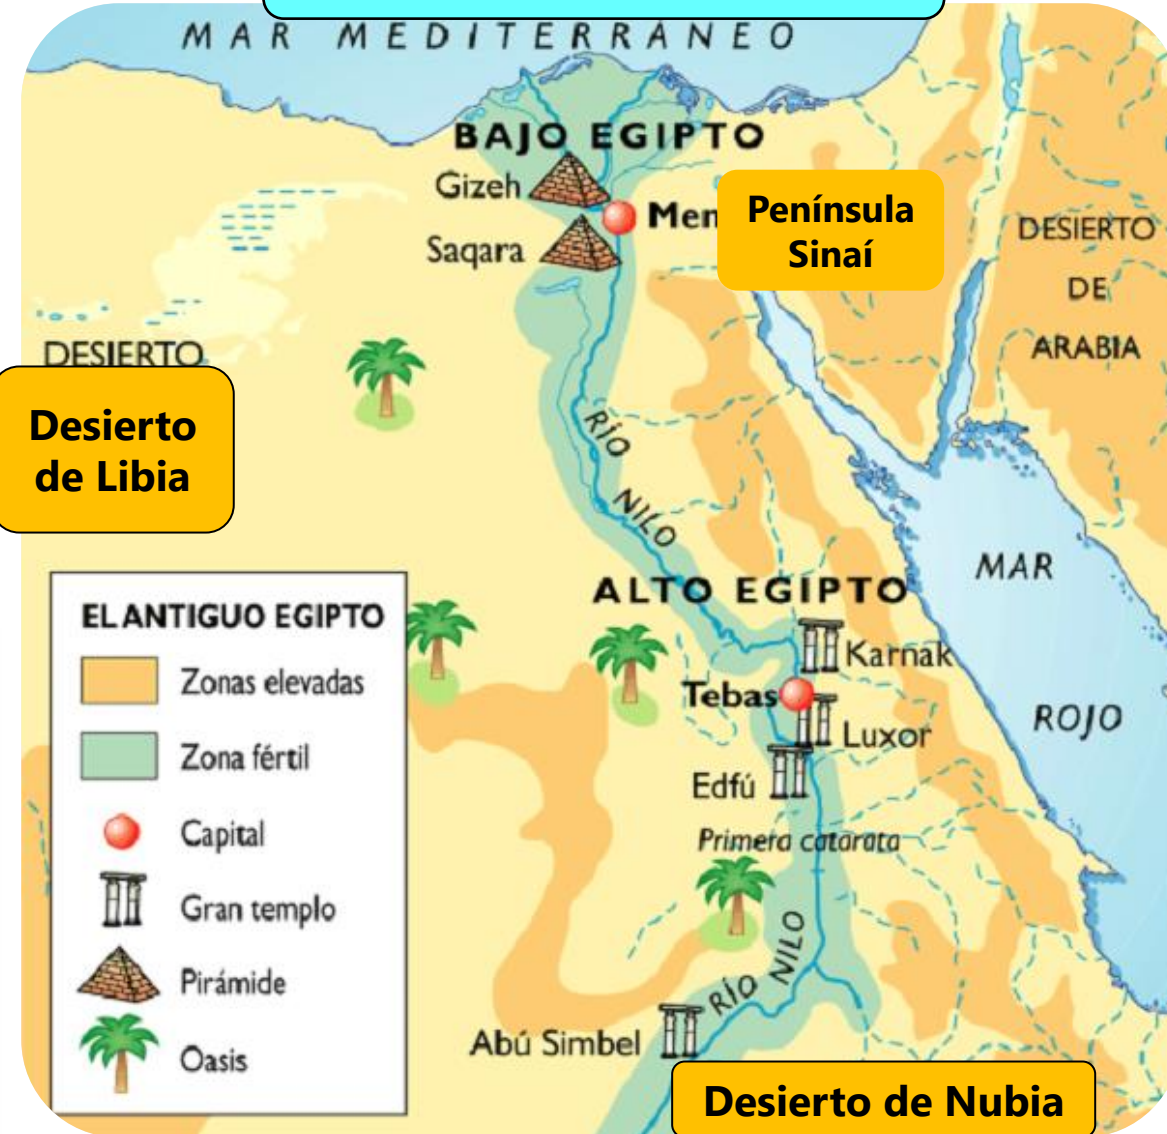 MAR MEDITERRÁNEO
BAJO EGIPTO
Gizeh
Men
Península
Sinaí
Saqara
DESIERTO
DE
ARABIA
DESIERTO
Desierto
de Libia
RÍO
NILO
MAR
ROJO
ALTO EGIPTO
Karnak
Tebas
Luxor
Edfú
Primera catarata
RÍO NILO
Abú Simbel
Desierto de Nubia
EL ANTIGUO EGIPTO
Zonas elevadas
Zona fértil
Capital
Gran templo
Pirámide
Oasis